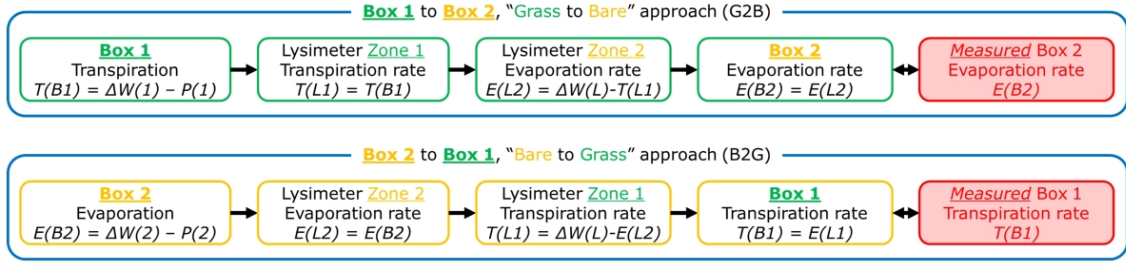 Box 1 to Box 2, “Grass to Bare” approach (G2B)
Box 1
Transpiration
T(B1) = ΔW(1) – P(1)
Lysimeter Zone 1
Transpiration rate
T(L1) = T(B1)
Lysimeter Zone 2
Evaporation rate
E(L2) = ΔW(L)-T(L1)
Box 2
Evaporation rate
E(B2) = E(L2)
Measured Box 2
Evaporation rate
E(B2)
Box 2 to Box 1, “Bare to Grass” approach (B2G)
Box 2
Evaporation
E(B2) = ΔW(2) – P(2)
Lysimeter Zone 2
Evaporation rate
E(L2) = E(B2)
Lysimeter Zone 1
Transpiration rate
T(L1) = ΔW(L)-E(L2)
Box 1
Transpiration rate
T(B1) = E(L1)
Measured Box 1
Transpiration rate
T(B1)